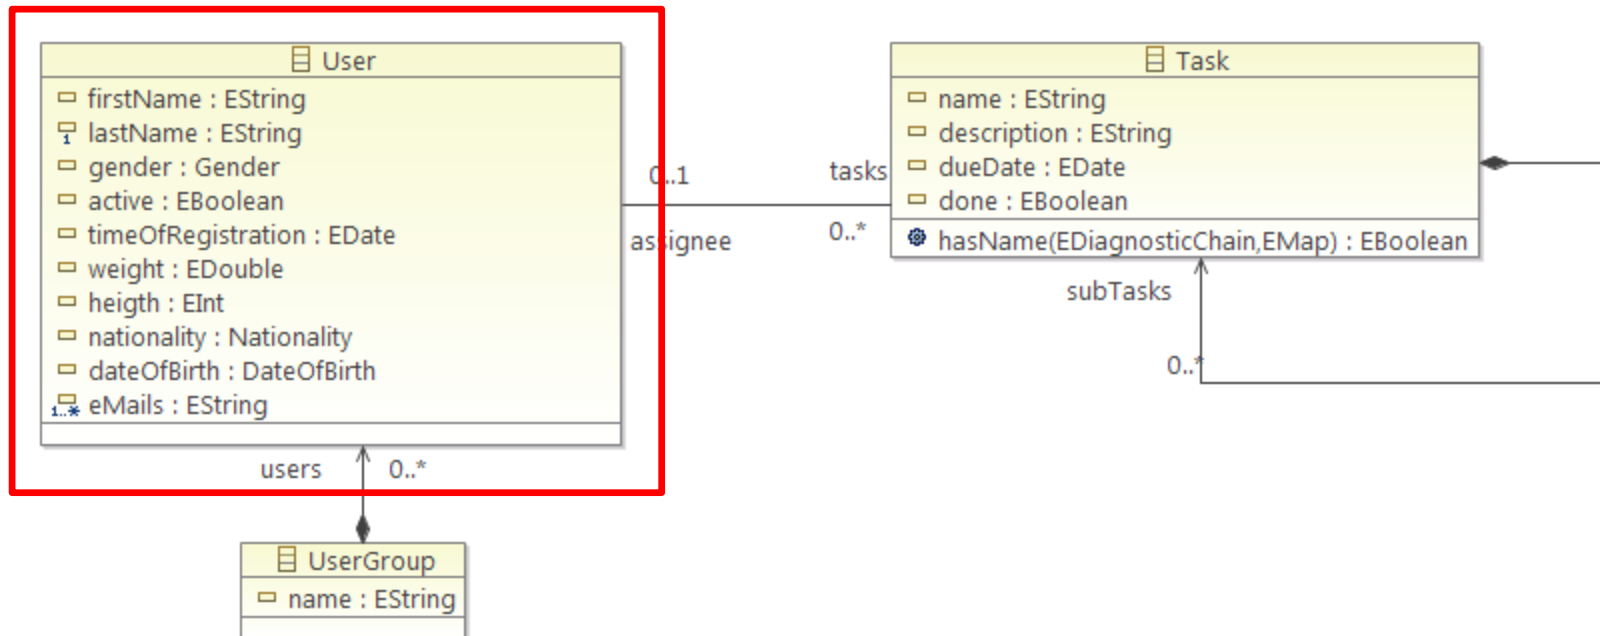 User
firstName : EString
1 lastName : EString
gender : Gender
active : EBoolean
timeOfRegistration : EDate
weight : EDouble
heigth : EInt
nationality : Nationality
dateOfBirth : DateOfBirth
1..* eMails : EString
0..1
assignee
tasks
0..*
Task
name : EString
description : EString
dueDate : EDate
done : EBoolean
hasName(EDiagnosticChain,EMap) : EBoolean
subTasks
0..*
users 0..*
UserGroup
name : EString